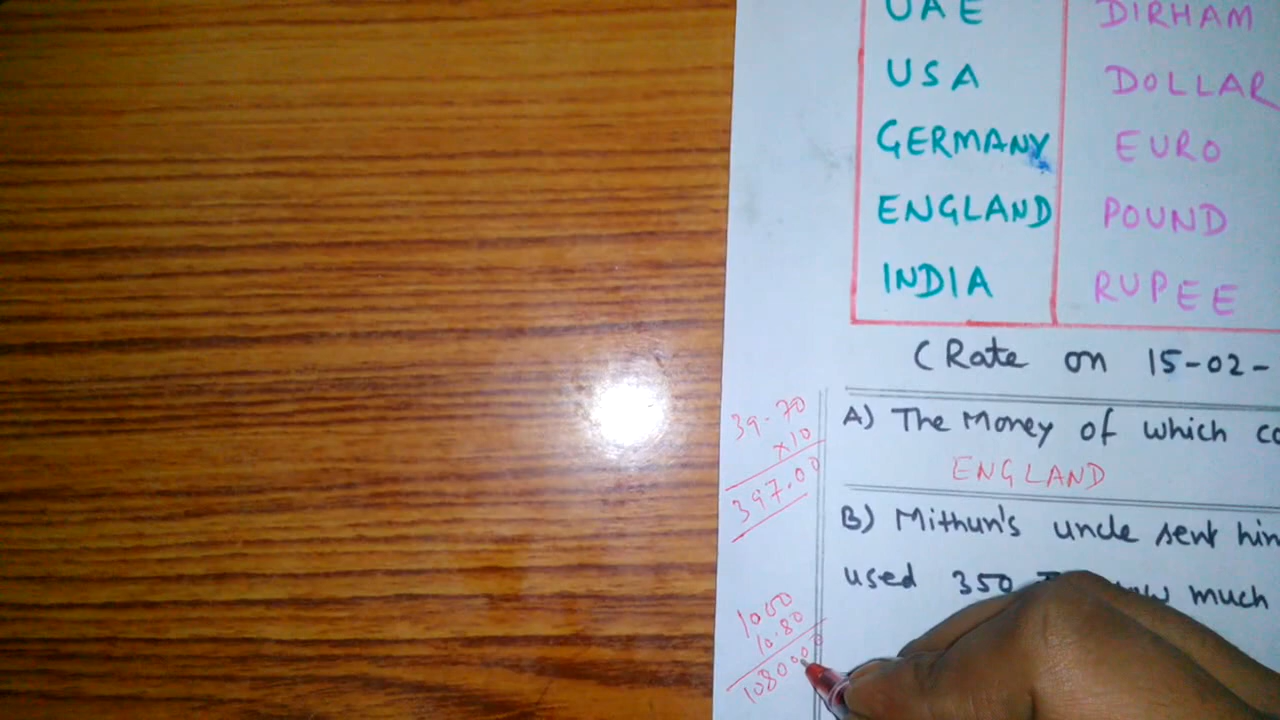 UAE DIRHAM
USA DOLLAR
GERMANY EURO
ENGLAND POUND
INDIA RUPEE
(Rate on 15-02-
A) The Money of which co
ENGLAND
B) Mithun's uncle sent him
used 350 much
39.70
x10
397.00
1000
10.80
1080000